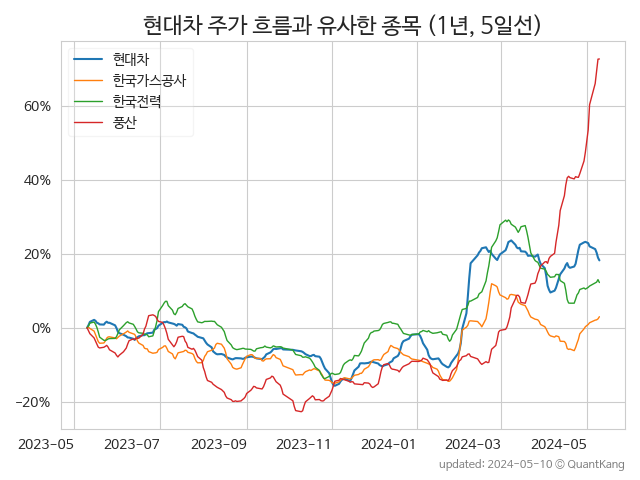 현대차 주가 흐름과 유사한 종목 (1년, 5일선)
현대차
한국가스공사
한국전력
풍산
60%
40%
20%
0%
−20%
2023-05 2023-07 2023-09 2023-11 2024-01 2024-03 2024-05
updated: 2024-05-10 © QuantKang